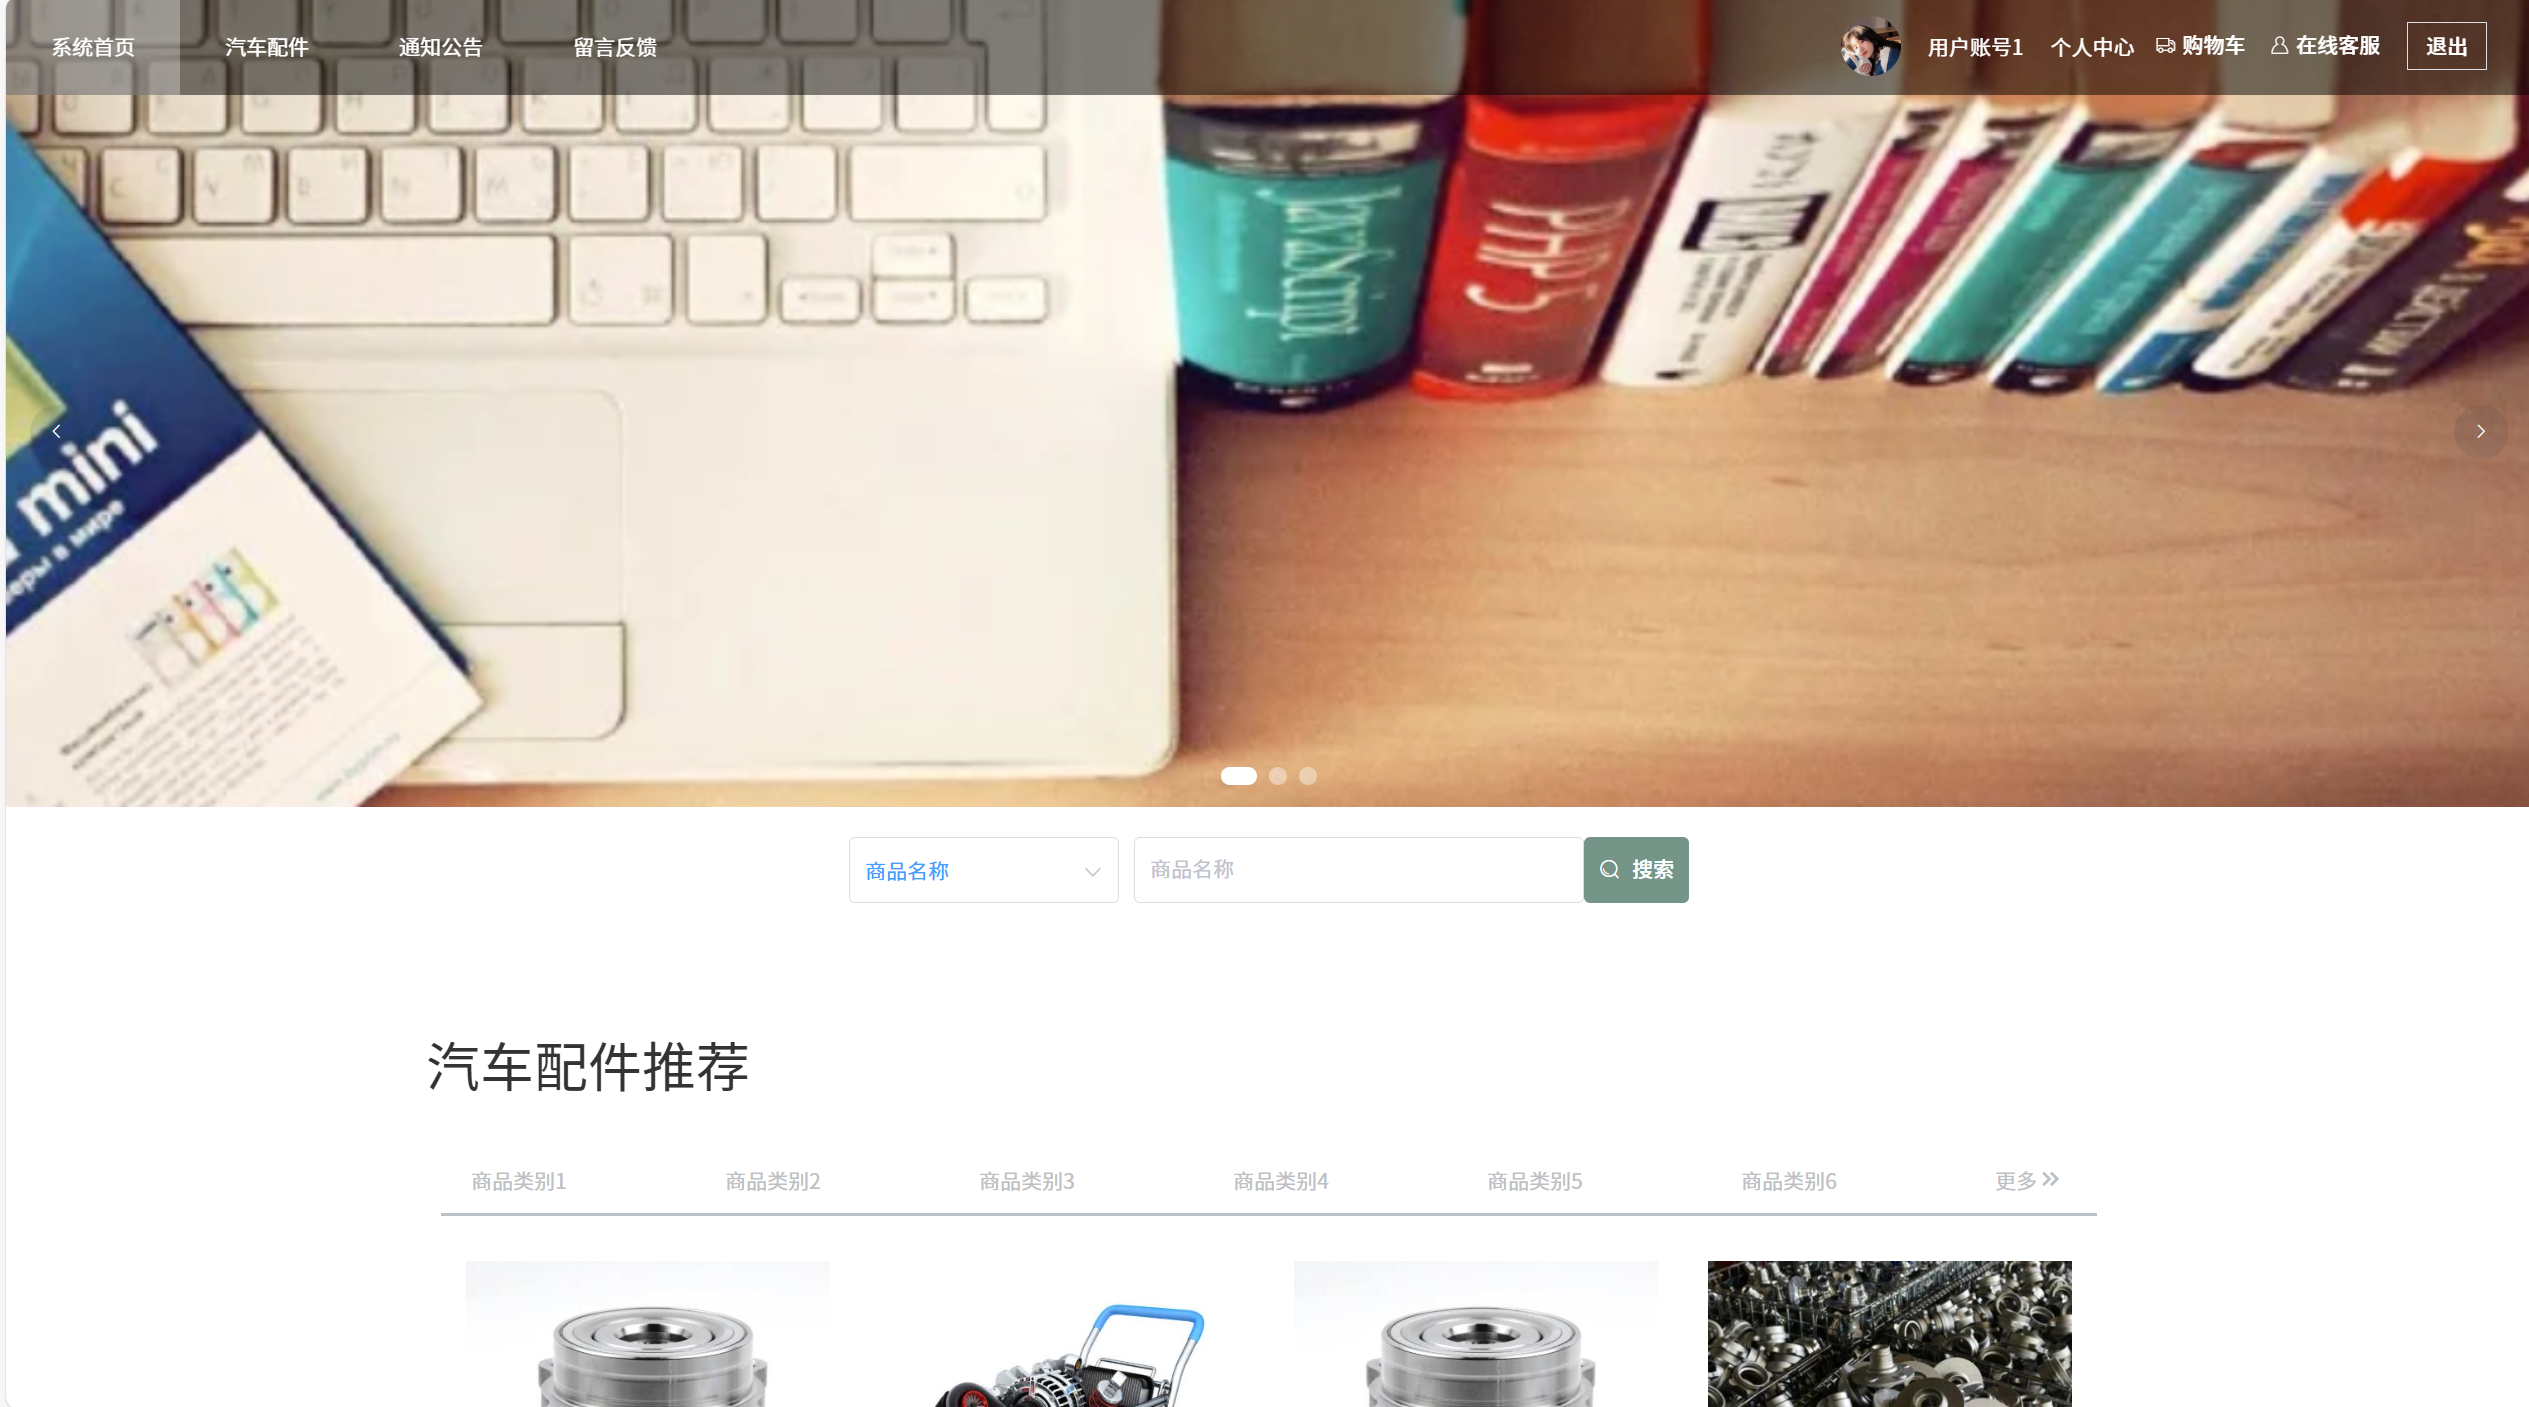 系统首页
汽车配件
通知公告
留言反馈
用户账号1
个人中心
购物车
在线客服
退出
PHP5
mini
商品名称
商品名称
搜索
汽车配件推荐
商品类别1
商品类别2
商品类别3
商品类别4
商品类别5
商品类别6
更多